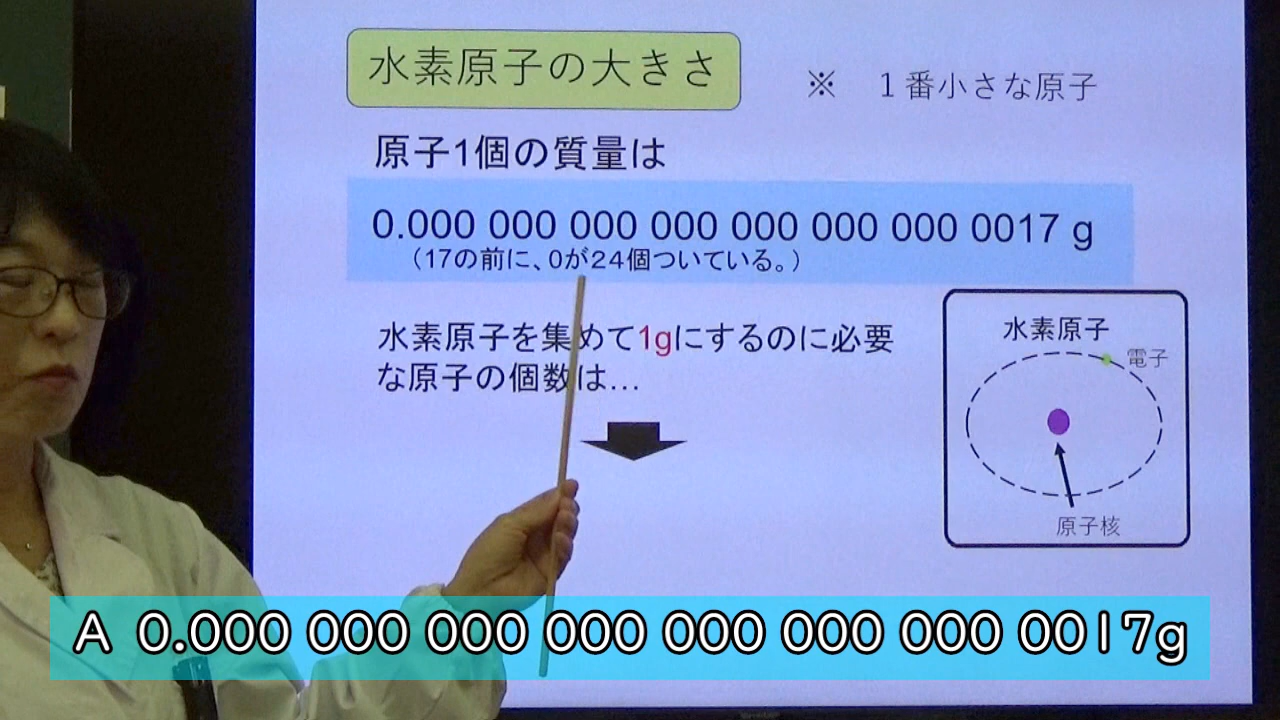 水素原子の大きさ
※ 1番小さな原子
原子1個の質量は
0.000 000 000 000 000 000 000 0017 g
(17の前に、0が24個ついている。)
水素原子を集めて1gにするのに必要
な原子の個数は…
水素原子
電子
原子核
A 0.000 000 000 000 000 000 000 0017g